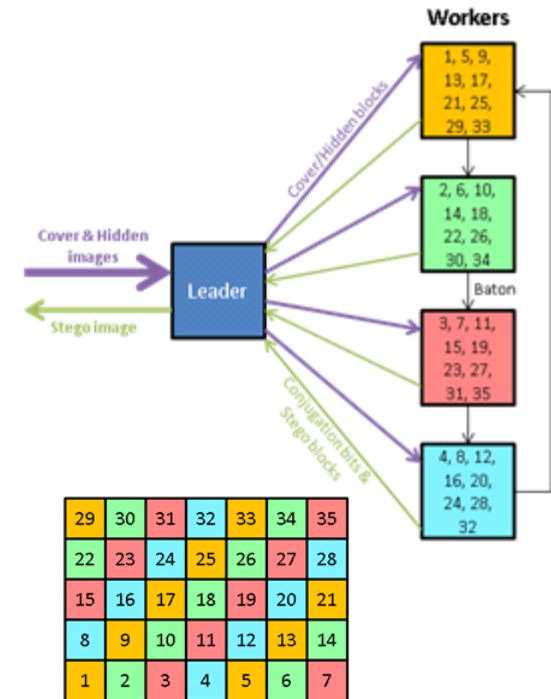 Workers
1, 5, 9,
13, 17,
21, 25,
29, 33
Cover/Hidden blocks
2, 6, 10,
14, 18,
22, 26,
30, 34
Cover & Hidden
images
Leader
Baton
Stego image
3, 7, 11,
15, 19,
23, 27,
31, 35
Conjugation bits &
Stego blocks
4, 8, 12,
16, 20,
24, 28,
32
29 30 31 32 33 34 35
22 23 24 25 26 27 28
15 16 17 18 19 20 21
8 9 10 11 12 13 14
1 2 3 4 5 6 7